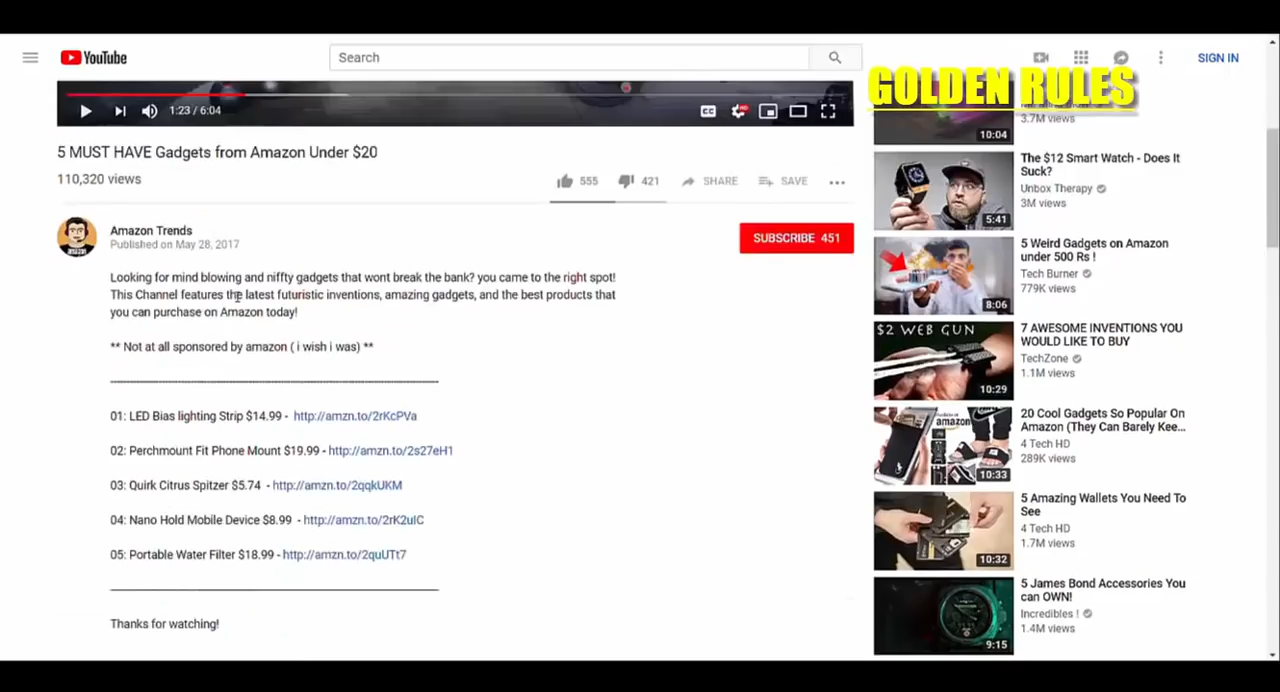 YouTube
Search
SIGN IN
GOLDEN RULES
1:23 / 6:04
CC
HD
3.7M views
10:04
5 MUST HAVE Gadgets from Amazon Under $20
110,320 views
555
421
SHARE
SAVE
Amazon Trends
Published on May 28, 2017
SUBSCRIBE 451
Looking for mind blowing and niffty gadgets that wont break the bank? you came to the right spot!
This Channel features the latest futuristic inventions, amazing gadgets, and the best products that
you can purchase on Amazon today!
** Not at all sponsored by amazon ( i wish i was) **
01: LED Bias lighting Strip $14.99 - http://amzn.to/2rKcPVa
02: Perchmount Fit Phone Mount $19.99 - http://amzn.to/2s27eH1
03: Quirk Citrus Spitzer $5.74 - http://amzn.to/2qqkUKM
04: Nano Hold Mobile Device $8.99 - http://amzn.to/2rK2uIC
05: Portable Water Filter $18.99 - http://amzn.to/2quUTt7
Thanks for watching!
The $12 Smart Watch - Does It
Suck?
Unbox Therapy
3M views
5:41
5 Weird Gadgets on Amazon
under 500 Rs !
Tech Burner
779K views
8:06
$2 WEB GUN
7 AWESOME INVENTIONS YOU
WOULD LIKE TO BUY
TechZone
1.1M views
10:29
amazon
20 Cool Gadgets So Popular On
Amazon (They Can Barely Kee...
4 Tech HD
289K views
10:33
5 Amazing Wallets You Need To
See
4 Tech HD
1.7M views
10:32
5 James Bond Accessories You
can OWN!
Incredibles !
1.4M views
9:15